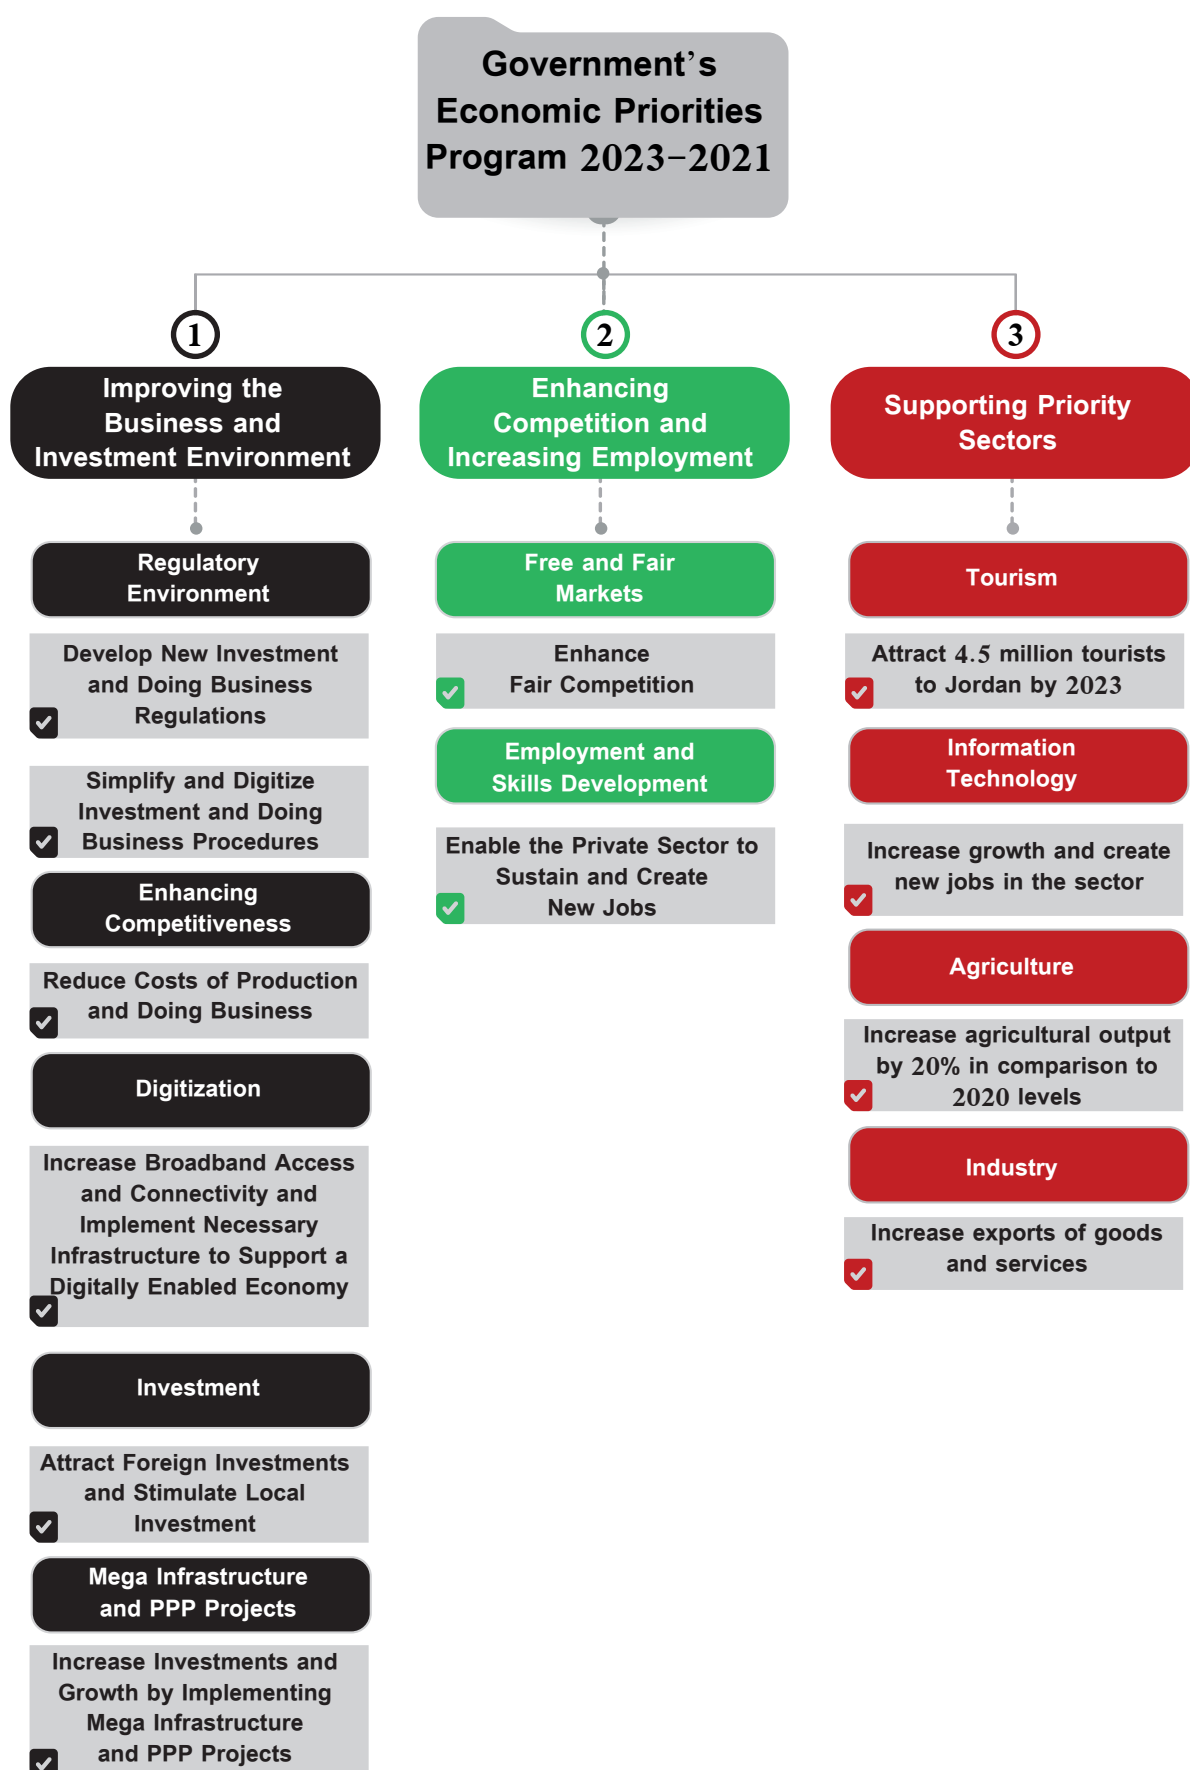 Government’s
Economic Priorities
Program 2023-2021
1
Improving the
Business and
Investment Environment
Regulatory
Environment
Develop New Investment
and Doing Business
Regulations
Simplify and Digitize
Investment and Doing
Business Procedures
Enhancing
Competitiveness
Reduce Costs of Production
and Doing Business
Digitization
Increase Broadband Access
and Connectivity and
Implement Necessary
Infrastructure to Support a
Digitally Enabled Economy
Investment
Attract Foreign Investments
and Stimulate Local
Investment
Mega Infrastructure
and PPP Projects
Increase Investments and
Growth by Implementing
Mega Infrastructure
and PPP Projects
2
Enhancing
Competition and
Increasing Employment
Free and Fair
Markets
Enhance
Fair Competition
Employment and
Skills Development
Enable the Private Sector to
Sustain and Create
New Jobs
3
Supporting Priority
Sectors
Tourism
Attract 4.5 million tourists
to Jordan by 2023
Information
Technology
Increase growth and create
new jobs in the sector
Agriculture
Increase agricultural output
by 20% in comparison to
2020 levels
Industry
Increase exports of goods
and services